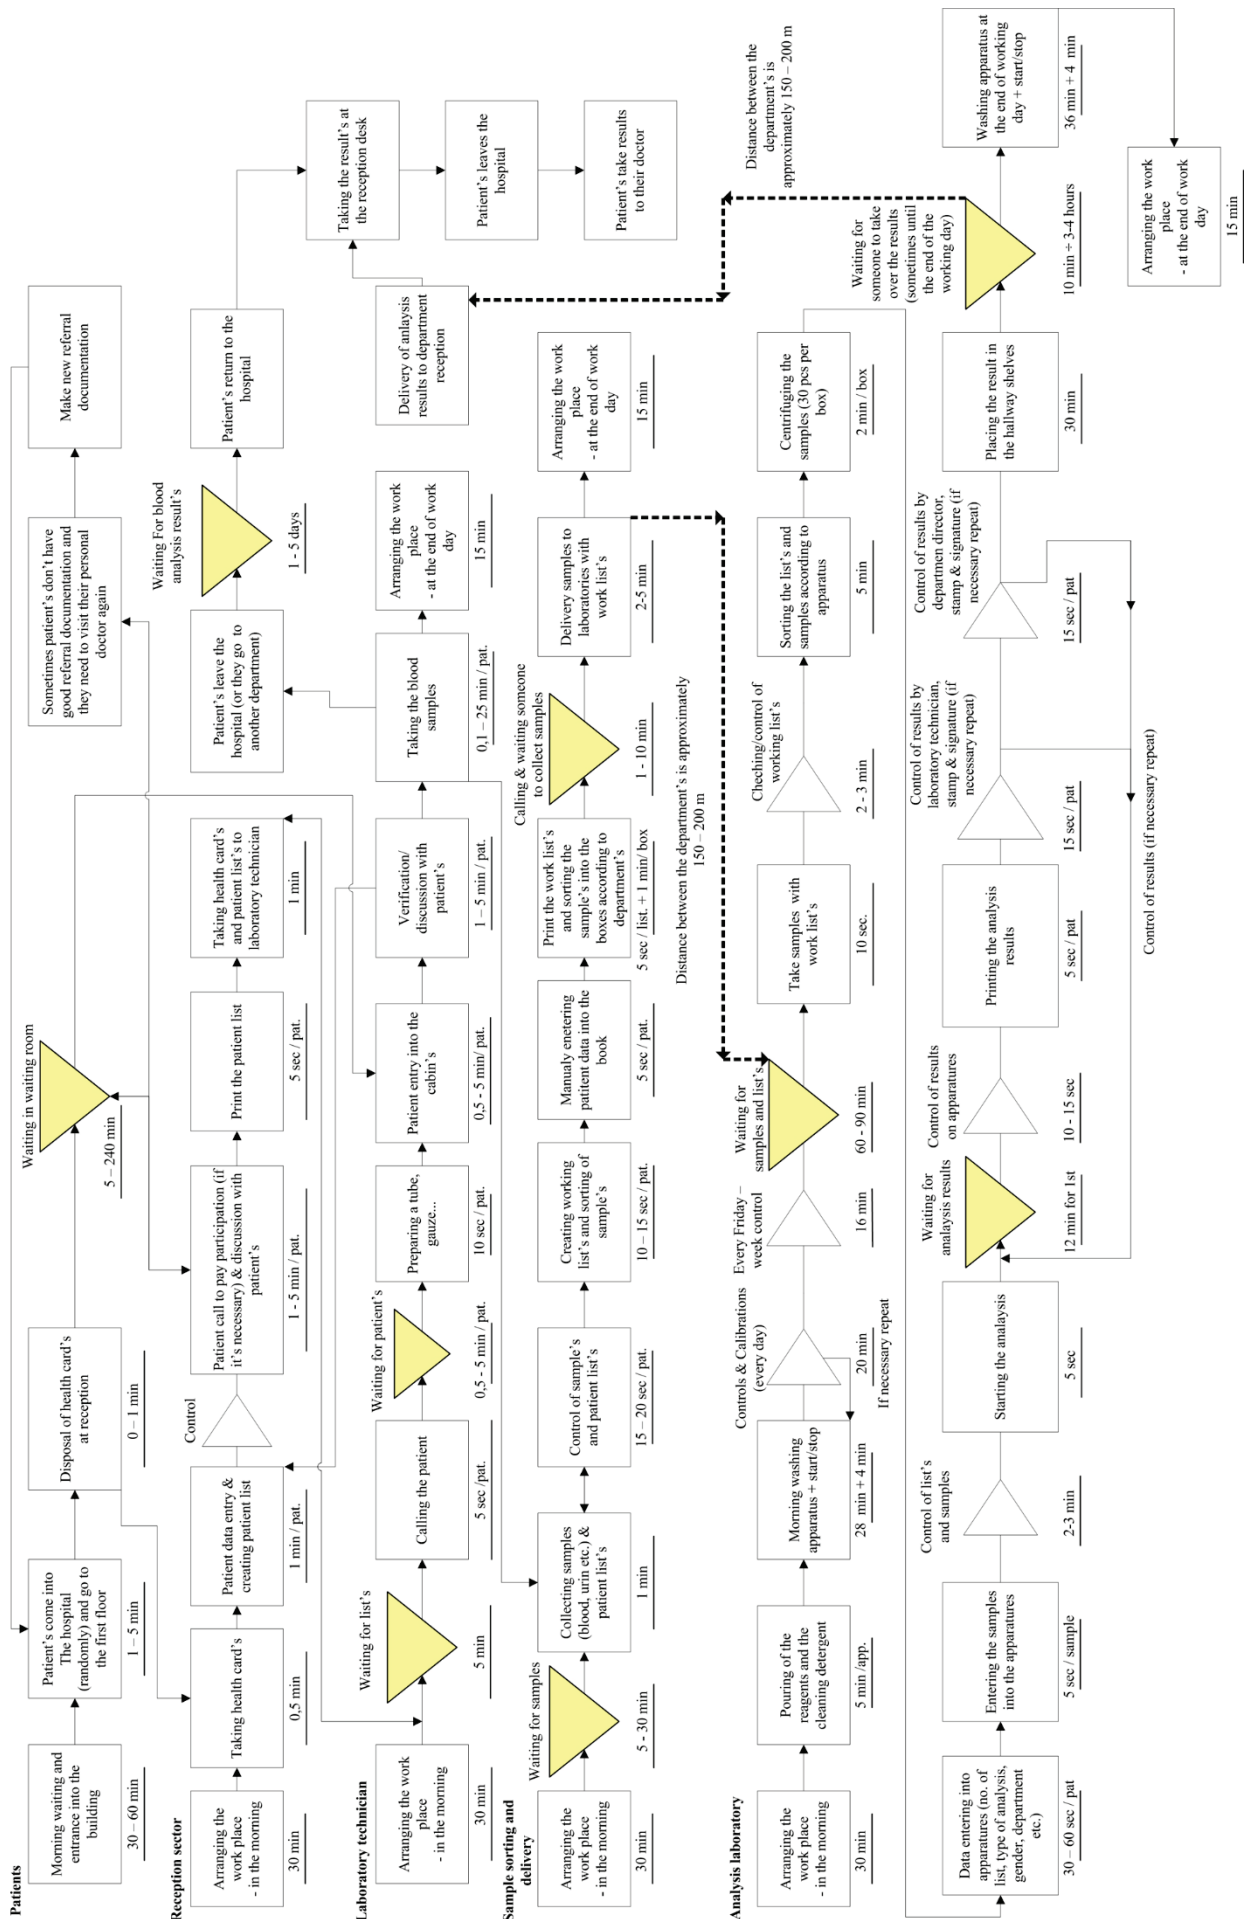 Patients
Morning waiting and
entrance into the
building
30 – 60 min
Patient's come into
The hospital
(randomly) and go to
the first floor
1 – 5 min
Disposal of health card's
at reception
0 – 1 min
Waiting in waiting room
5 – 240 min
Sometimes patient's don't have
good referral documentation and
they need to visit their personal
doctor again
Make new referral
documentation
Reception sector
Arranging the
work place
- in the morning
30 min
Taking health card's
0,5 min
Patient data entry &
creating patient list
1 min / pat.
Control
Patient call to pay participation (if
it's necessary) & discussion with
patient's
1 - 5 min / pat.
Print the patient list
5 sec / pat.
Taking health card's
and patient list's to
laboratory technician
1 min
Patient's leave the
hospital (or they go to
another department)
Waiting For blood
analysis result's
1 - 5 days
Patient's return to the
hospital
Taking the result's at
the reception desk
Patient's leaves the
hospital
Patient's take results
to their doctor
Laboratory technician
Arranging the work
place
- in the morning
30 min
Waiting for list's
5 min
Calling the patient
5 sec /pat.
Waiting for patient's
0,5 - 5 min / pat.
Preparing a tube,
gauze...
10 sec / pat.
Patient entry into the
cabin's
0,5 - 5 min/ pat.
Verification/
discussion with
patient's
1 – 5 min / pat.
Taking the blood
samples
0,1 – 25 min / pat.
Arranging the work
place
- at the end of work
day
15 min
Delivery of anlaysis
results to department
reception
Sample sorting and
delivery
Arranging the
work place
- in the morning
30 min
Waiting for samples
5 - 30 min
Collecting samples
(blood, urin etc.) &
patient list's
1 min
Control of sample's
and patient list's
15 – 20 sec / pat.
Creating working
list's and sorting of
sample's
10 – 15 sec / pat.
Manualy enetering
patient data into the
book
5 sec / pat.
Print the work list's
and sorting the
sample's into the
boxes according to
department's
5 sec / list. + 1 min/ box
Calling & waiting someone
to collect samples
1 - 10 min
Delivery samples to
laboratories with
work list's
2-5 min
Arranging the work
place
- at the end of work
day
15 min
Distance between the department's is approximately
150 – 200 m
Distance between the
department's is
approximately 150 – 200 m
Analysis laboratory
Arranging the
work place
- in the morning
30 min
Pouring of the
reagents and the
cleaning detergent
5 min /app.
Morning washing
apparatus + start/stop
28 min + 4 min
Controls & Calibrations
(every day)
20 min
If necessary repeat
Every Friday –
week control
16 min
Waiting for
samples and list's
60 - 90 min
Take samples with
work list's
10 sec.
Cheching/control of
working list's
2 - 3 min
Sorting the list's and
samples according to
apparatus
5 min
Centrifuging the
samples (30 pcs per
box)
2 min / box
Data entering into
apparatures (no. of
list, type of analysis,
gender, department
etc.)
30 – 60 sec / pat
Entering the samples
into the apparatures
5 sec / sample
Control of list's
and samples
2-3 min
Starting the analaysis
5 sec
Waiting for
analaysis results
12 min for 1st
Control of results
on apparatures
10 - 15 sec
Printing the analysis
results
5 sec / pat
Control of results by
laboratory technician,
stamp & signature (if
necessary repeat)
15 sec / pat
Control of results by
departmen director,
stamp & signature (if
necessary repeat)
15 sec / pat
Control of results (if necessary repeat)
Placing the result in
the hallway shelves
30 min
Waiting for
someone to take
over the results
(sometimes until
the end of the
working day)
10 min ÷ 3-4 hours
Washing apparatus at
the end of working
day + start/stop
36 min + 4 min
Arranging the work
place
- at the end of work
day
15 min